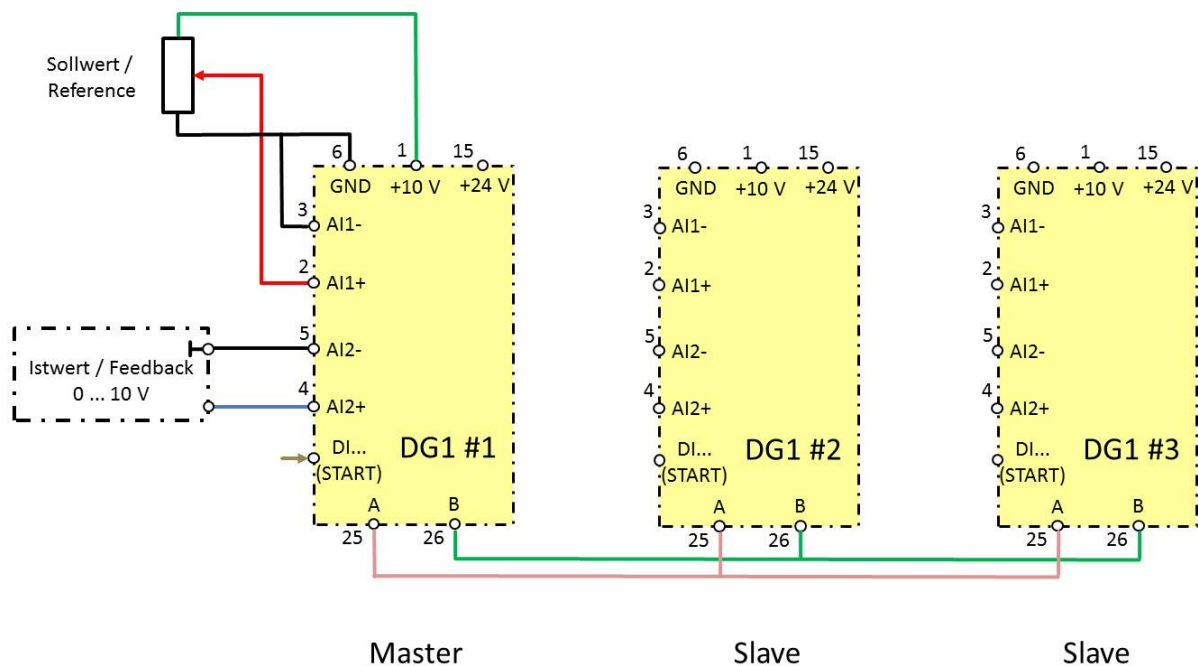 Sollwert /
Reference
6
1
15
GND
+10 V
+24 V
3
AI1-
2
AI1+
5
AI2-
4
AI2+
DI...
(START)
DG1 #1
A
B
25
26
Istwert / Feedback
0 ... 10 V
6
1
15
GND
+10 V
+24 V
3
AI1-
2
AI1+
5
AI2-
4
AI2+
DI...
(START)
DG1 #2
A
B
25
26
6
1
15
GND
+10 V
+24 V
3
AI1-
2
AI1+
5
AI2-
4
AI2+
DI...
(START)
DG1 #3
A
B
25
26
Master
Slave
Slave